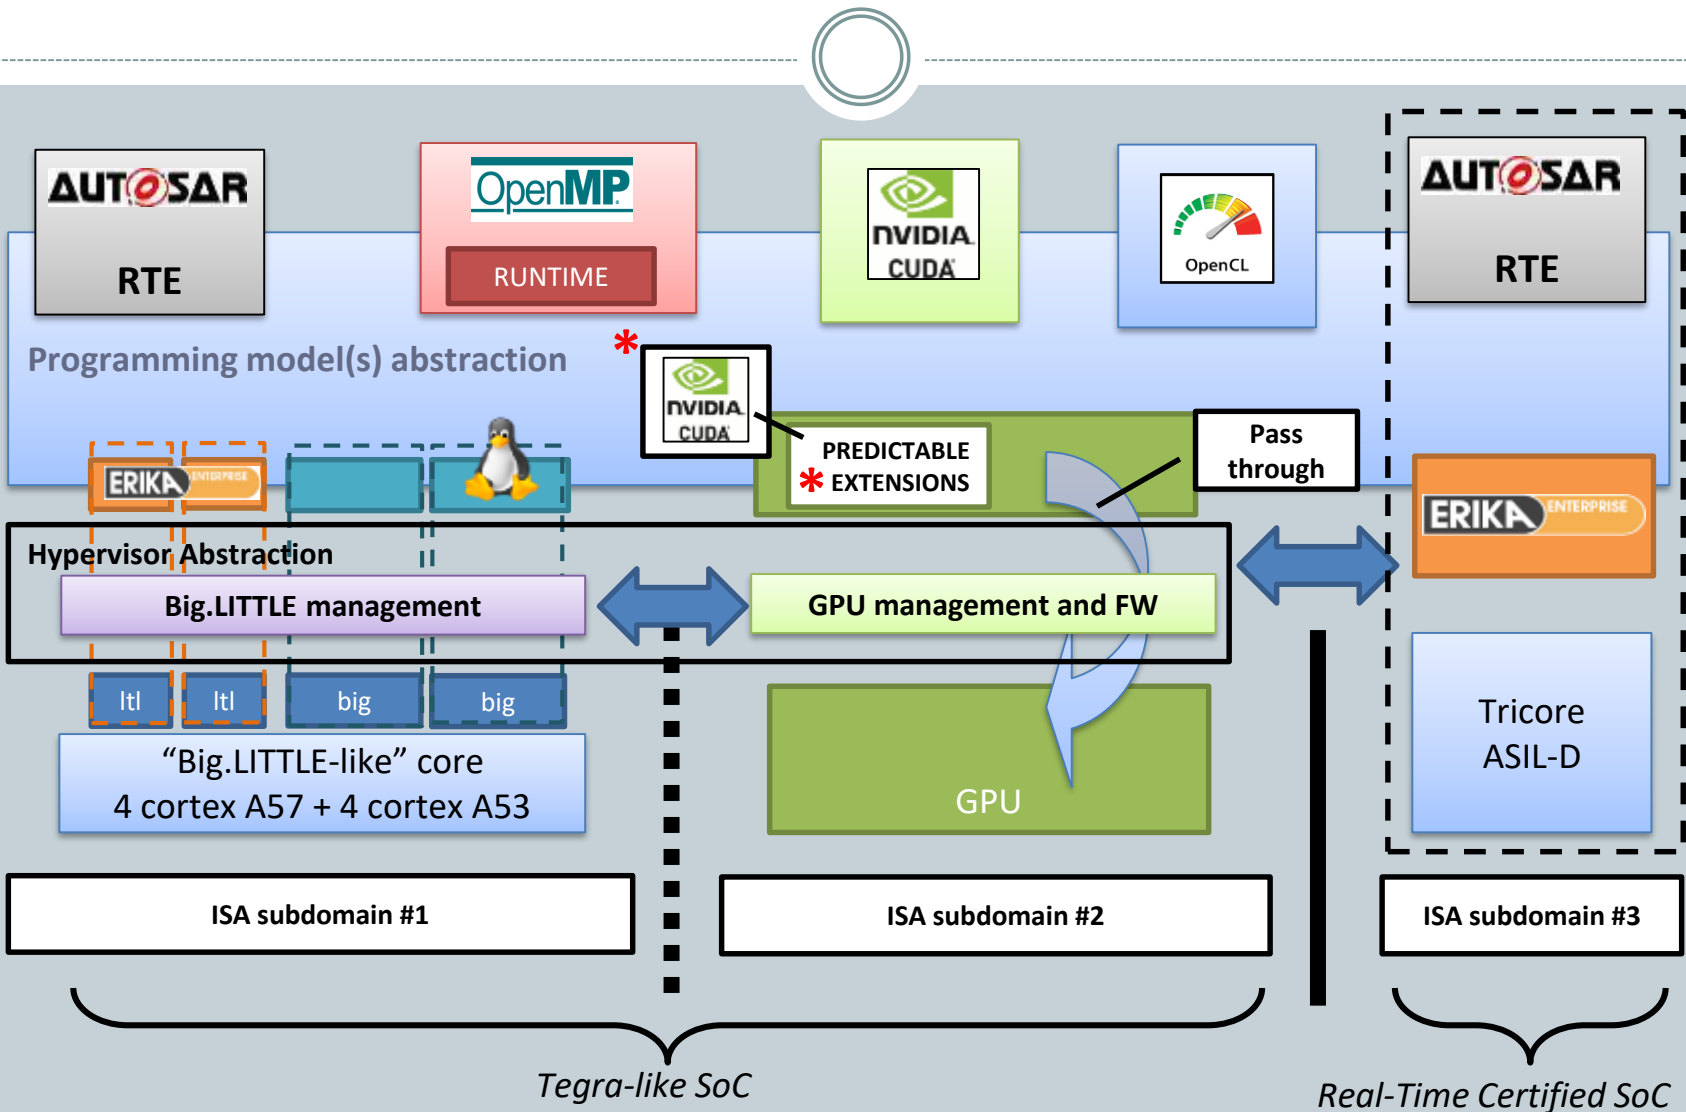 AUTOSAR
RTE
OpenMP
RUNTIME
NVIDIA
CUDA
OpenCL
AUTOSAR
RTE
Programming model(s) abstraction
*
NVIDIA
CUDA
PREDICTABLE
* EXTENSIONS
Pass
through
ERIKA ENTERPRISE
ERIKA ENTERPRISE
Hypervisor Abstraction
Big.LITTLE management
GPU management and FW
ltl
ltl
big
big
“Big.LITTLE-like” core
4 cortex A57 + 4 cortex A53
GPU
Tricore
ASIL-D
ISA subdomain #1
ISA subdomain #2
ISA subdomain #3
Tegra-like SoC
Real-Time Certified SoC